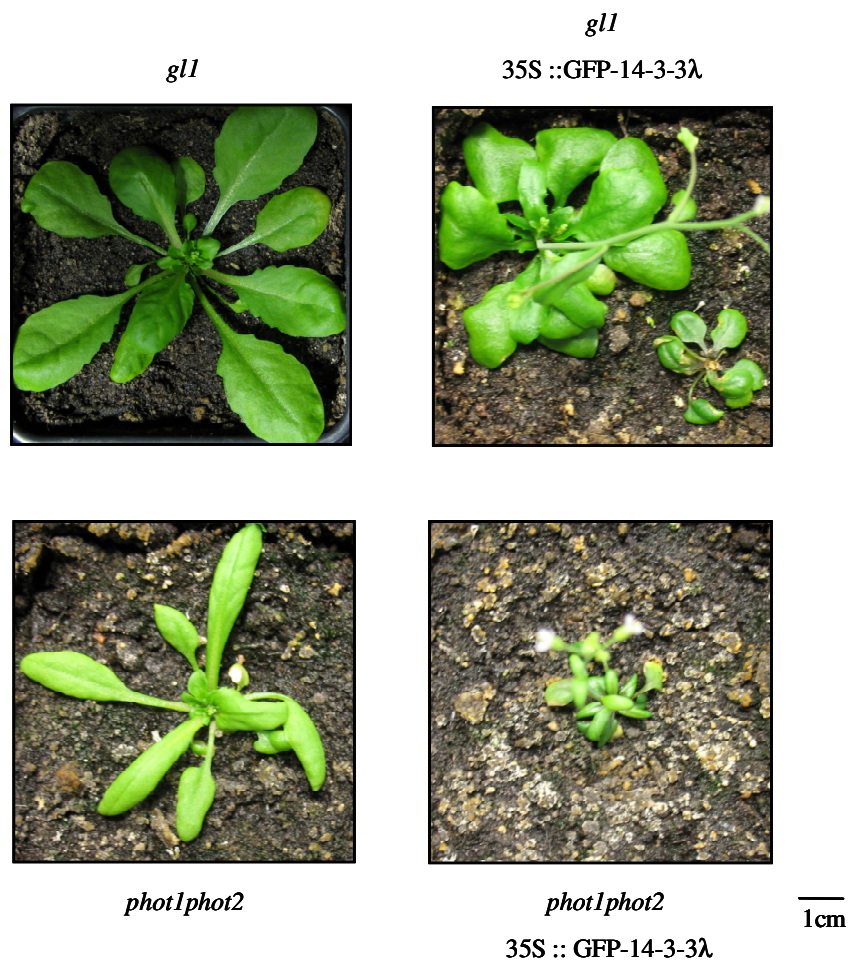 gl1
gl1
35S ::GFP-14-3-3λ
phot1phot2
phot1phot2
35S :: GFP-14-3-3λ
1cm